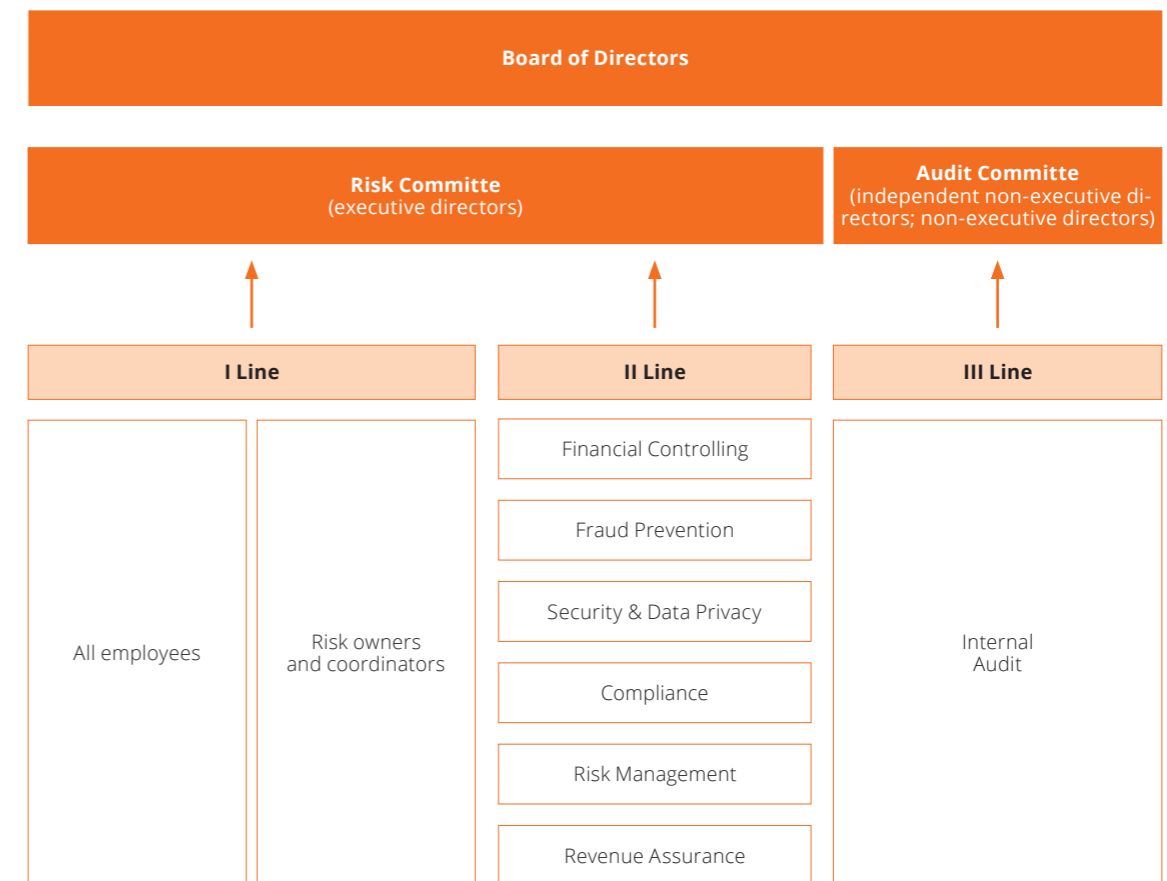 Board of Directors
Risk Committe
(executive directors)
Audit Committe
(independent non-executive di-
rectors; non-executive directors)
I Line
II Line
III Line
All employees
Risk owners
and coordinators
Financial Controlling
Fraud Prevention
Security & Data Privacy
Compliance
Risk Management
Revenue Assurance
Internal
Audit